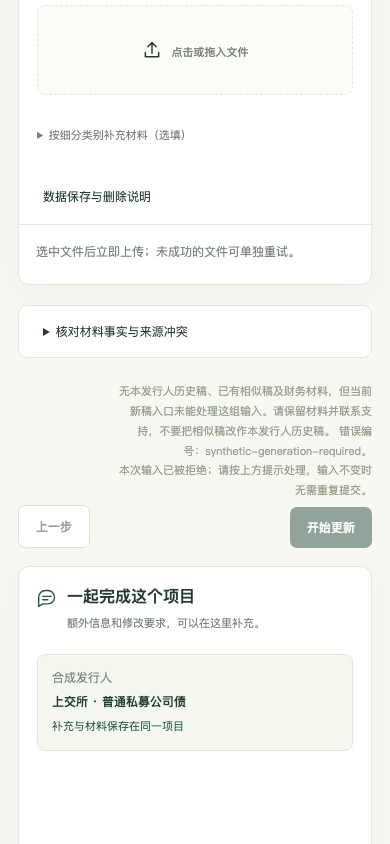 点击或拖入文件
▶ 按细分类别补充材料（选填）
数据保存与删除说明
选中文件后立即上传；未成功的文件可单独重试。
▶ 核对材料事实与来源冲突
无本发行人历史稿、已有相似稿及财务材料，但当前
新稿入口未能处理这组输入。请保留材料并联系支
持，不要把相似稿改作本发行人历史稿。 错误编
号：synthetic-generation-required。
本次输入已被拒绝；请按上方提示处理，输入不变时
无需重复提交。
上一步
开始更新
一起完成这个项目
额外信息和修改要求，可以在这里补充。
合成发行人
上交所 · 普通私募公司债
补充与材料保存在同一项目